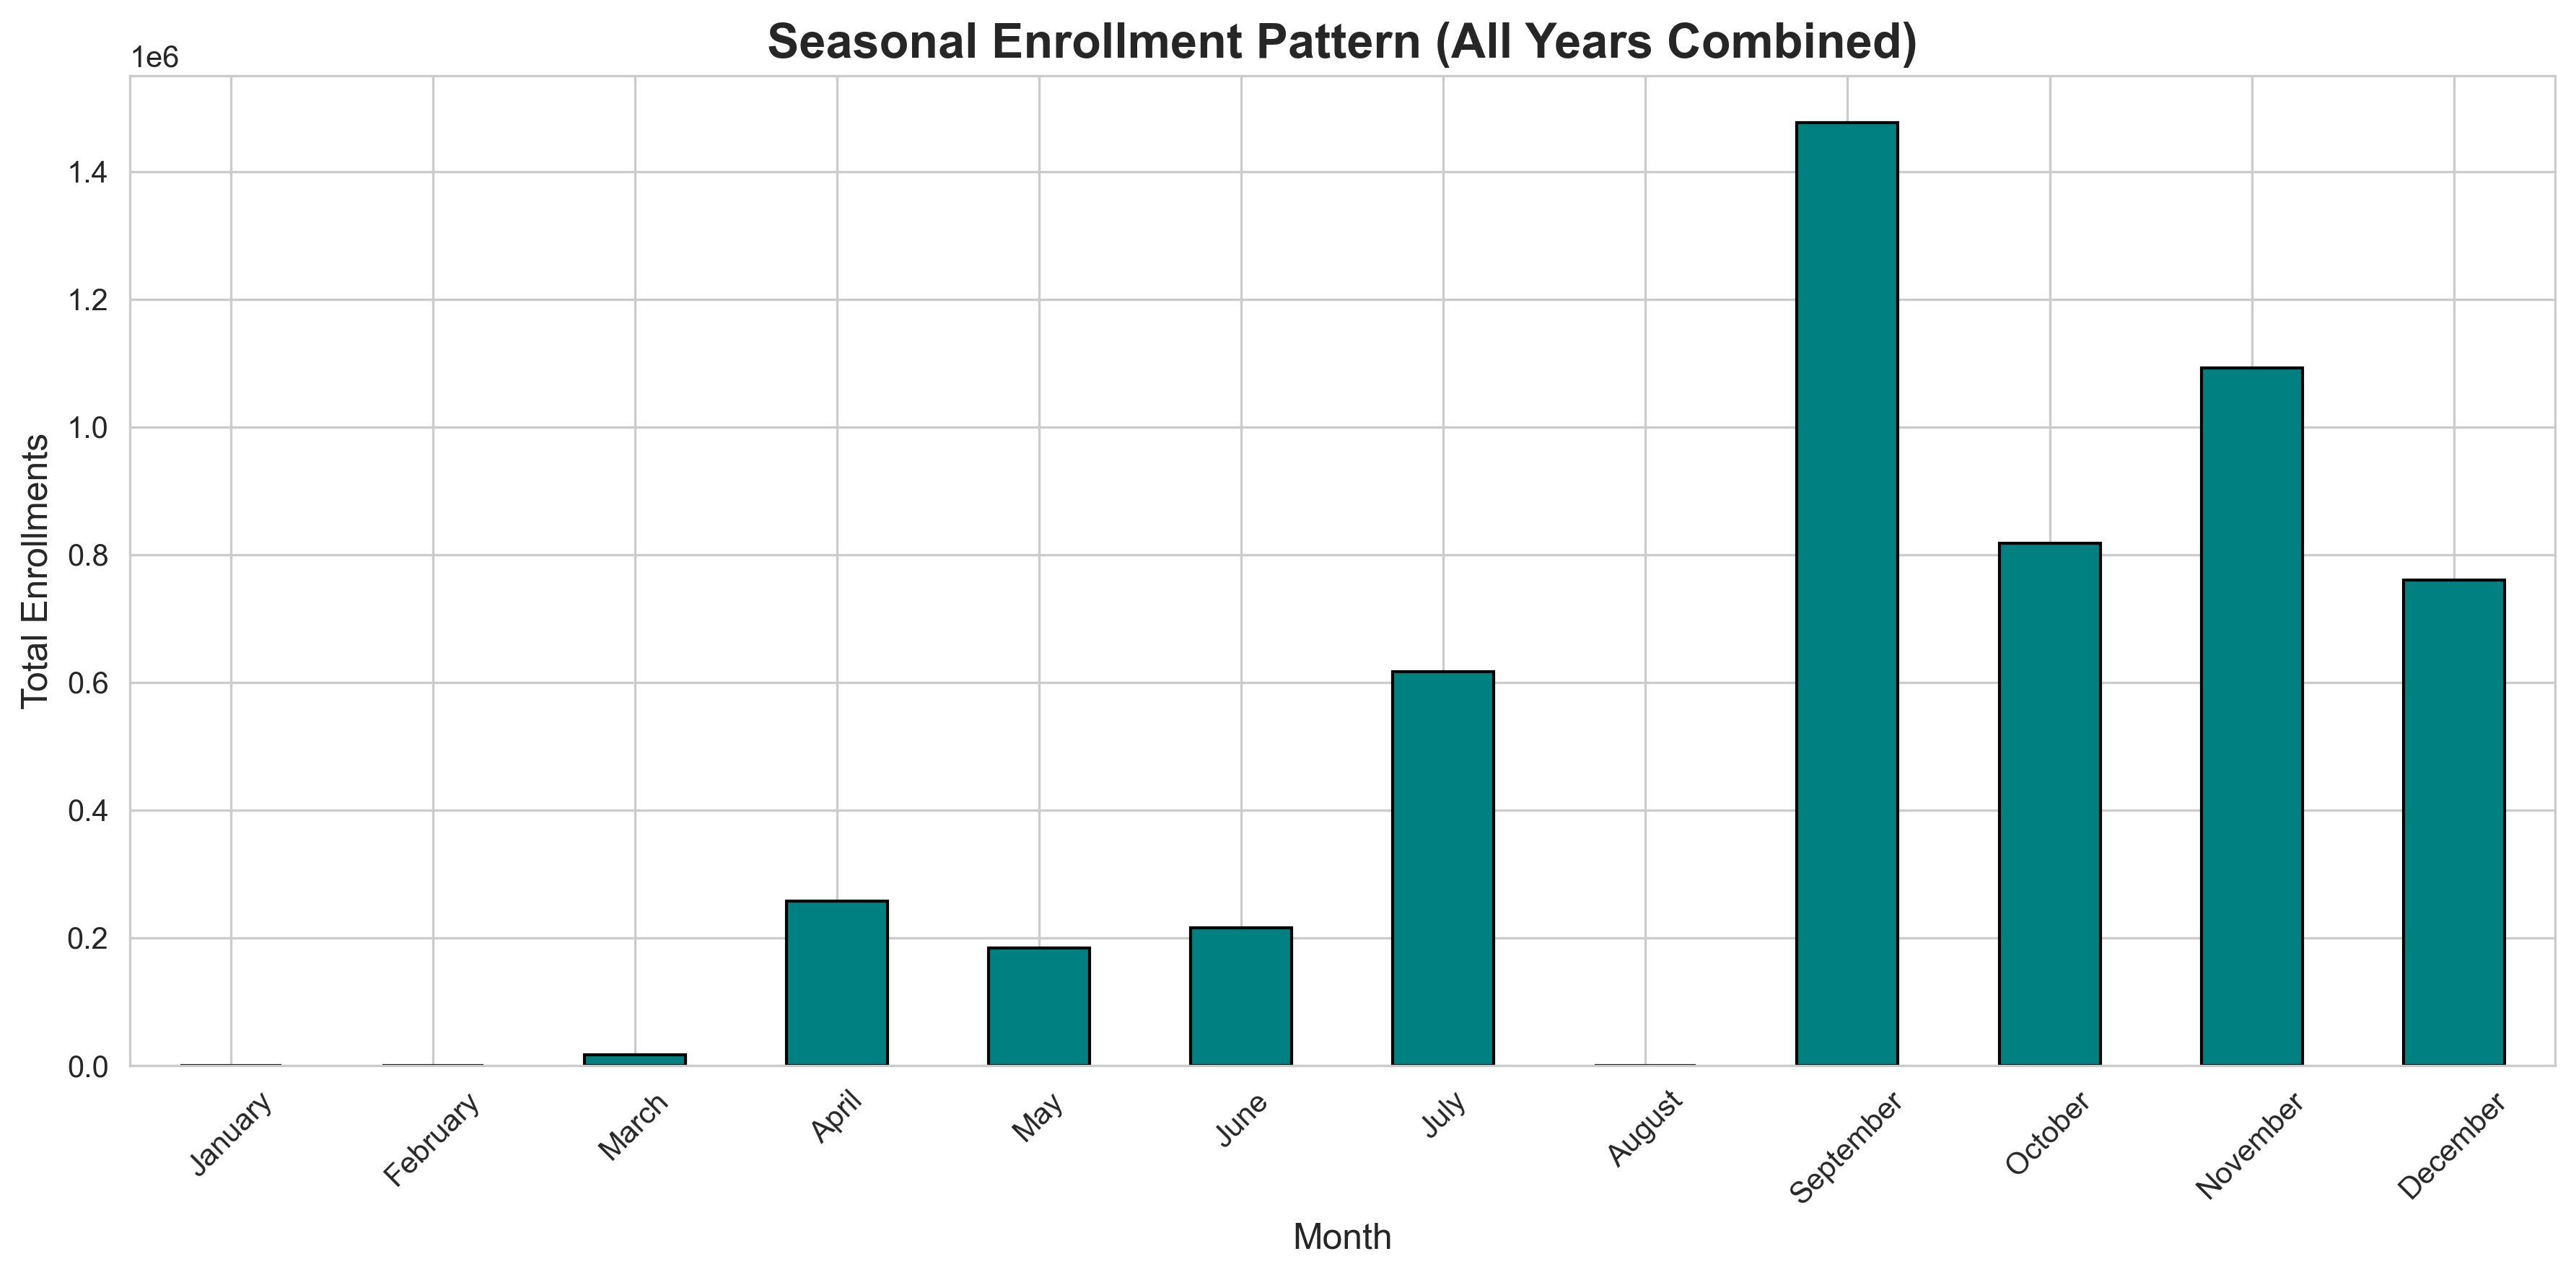 Seasonal Enrollment Pattern (All Years Combined)
1e6
1.4
1.2
1.0
0.8
0.6
0.4
0.2
0.0
Total Enrollments
January
February
March
April
May
June
July
August
September
October
November
December
Month